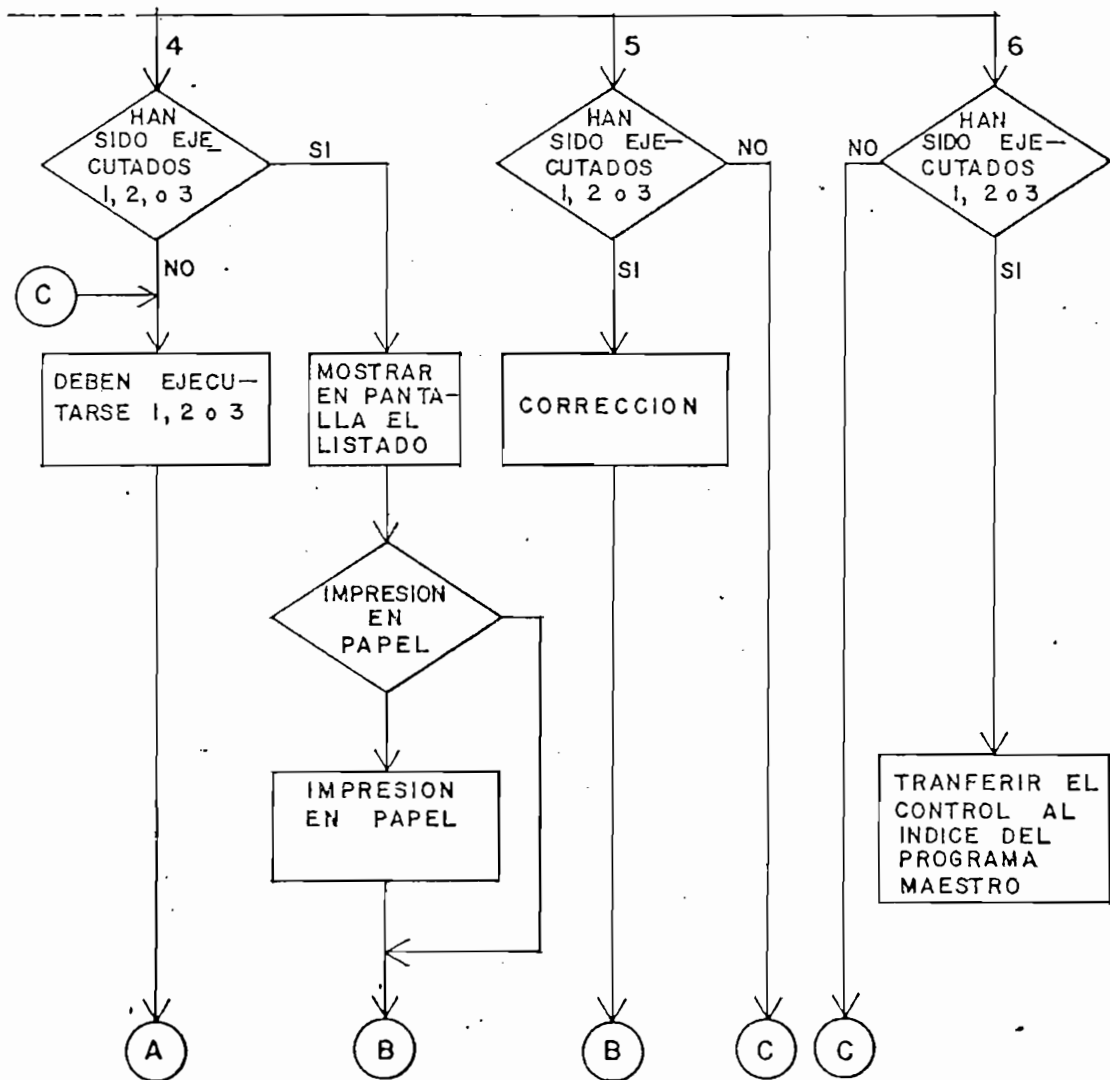 4
5
6
HAN
SIDO EJE_
CUTADOS
1, 2, o 3
SI
NO
HAN
SIDO EJE—
CUTADOS
1, 2 o 3
NO
SI
HAN
SIDO EJE—
CUTADOS
1, 2 o 3
NO
SI
C
DEBEN EJECU—
TARSE 1, 2 o 3
MOSTRAR
EN PANTA—
LLA EL
LISTADO
CORRECCION
IMPRESION
EN
PAPEL
IMPRESION
EN PAPEL
TRANFERIR EL
CONTROL AL
INDICE DEL
PROGRAMA
MAESTRO
A
B
B
C
C